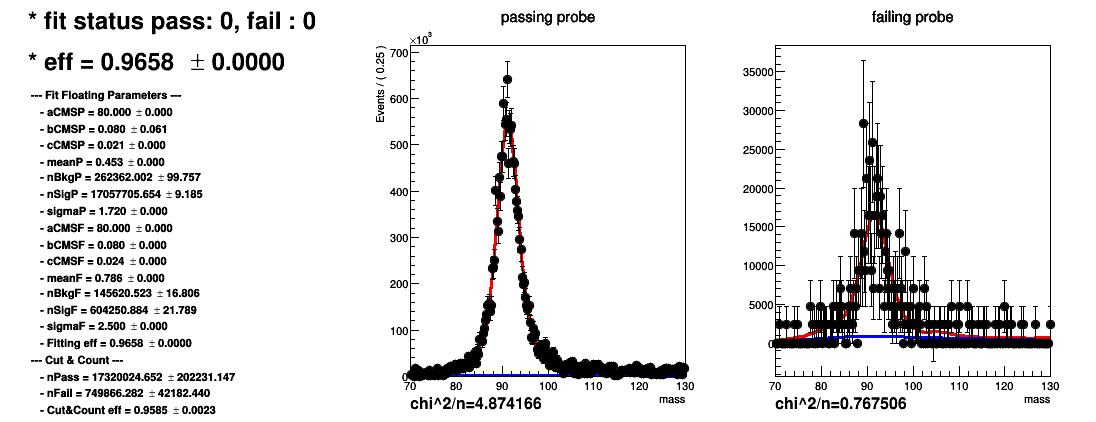 * fit status pass: 0, fail : 0
* eff = 0.9658 ± 0.0000
--- Fit Floating Parameters ---
- aCMSP = 80.000 ± 0.000
- bCMSP = 0.080 ± 0.061
- cCMSP = 0.021 ± 0.000
- meanP = 0.453 ± 0.000
- nBkgP = 262362.002 ± 99.757
- nSigP = 17057705.654 ± 9.185
- sigmaP = 1.720 ± 0.000
- aCMSF = 80.000 ± 0.000
- bCMSF = 0.080 ± 0.000
- cCMSF = 0.024 ± 0.000
- meanF = 0.786 ± 0.000
- nBkgF = 145620.523 ± 16.806
- nSigF = 604250.884 ± 21.789
- sigmaF = 2.500 ± 0.000
- Fitting eff = 0.9658 ± 0.0000
--- Cut & Count ---
- nPass = 17320024.652 ± 202231.147
- nFail = 749866.282 ± 42182.440
- Cut&Count eff = 0.9585 ± 0.0023
passing probe
×10³
Events / ( 0.25 )
700
600
500
400
300
200
100
0
70 80 90 100 110 120 130
mass
chi^2/n=4.874166
failing probe
35000
30000
25000
20000
15000
10000
5000
0
70 80 90 100 110 120 130
mass
chi^2/n=0.767506